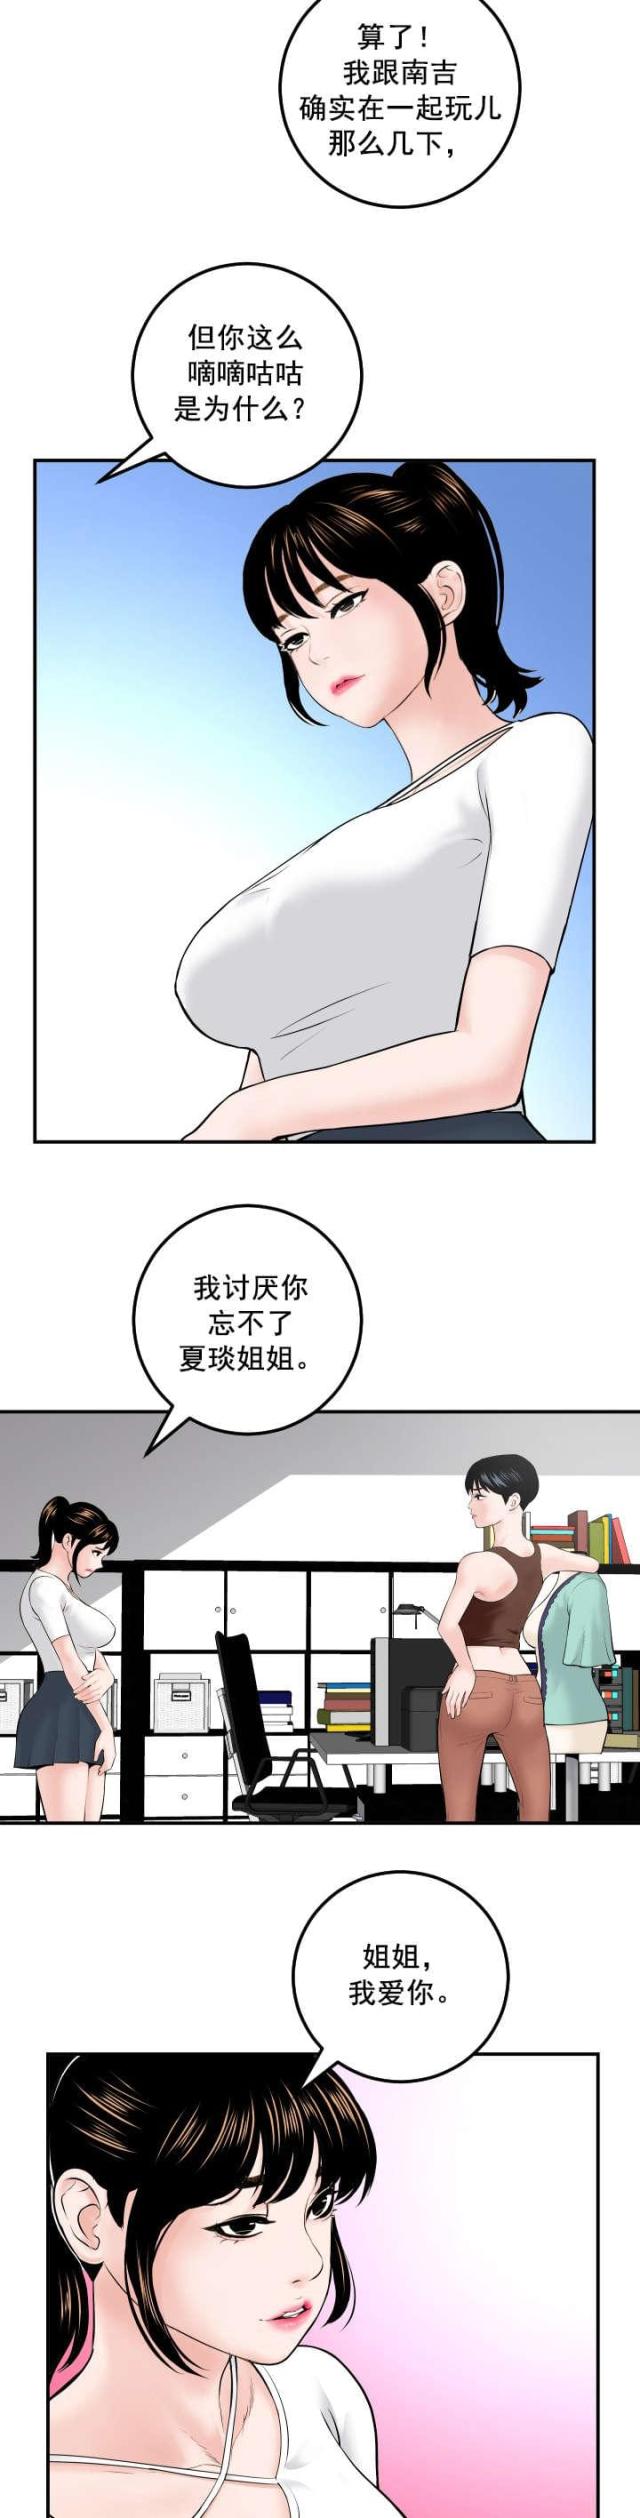 算了！
我跟南吉
确实在一起玩儿
那么几下，
但你这么
嘀嘀咕咕
是为什么？
我讨厌你
忘不了
夏琰姐姐。
姐姐，
我爱你。